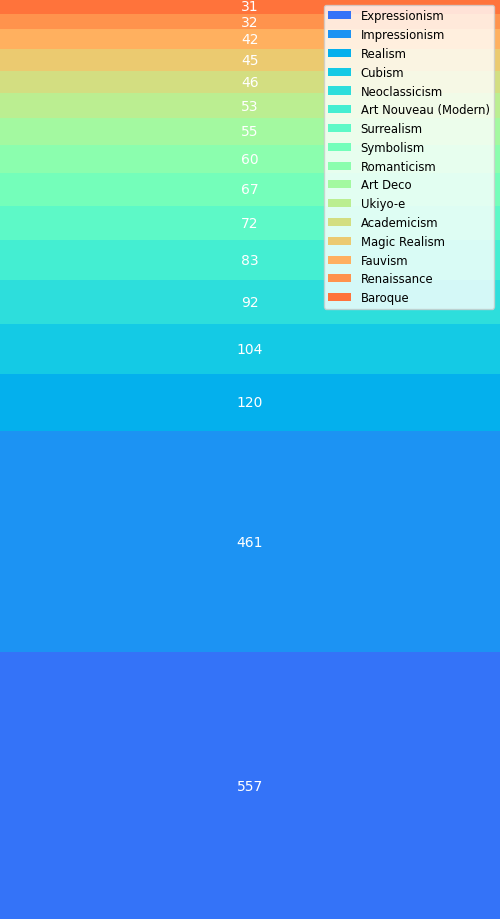 31
32
42
45
46
53
55
60
67
72
83
92
104
120
461
557
Expressionism
Impressionism
Realism
Cubism
Neoclassicism
Art Nouveau (Modern)
Surrealism
Symbolism
Romanticism
Art Deco
Ukiyo-e
Academicism
Magic Realism
Fauvism
Renaissance
Baroque